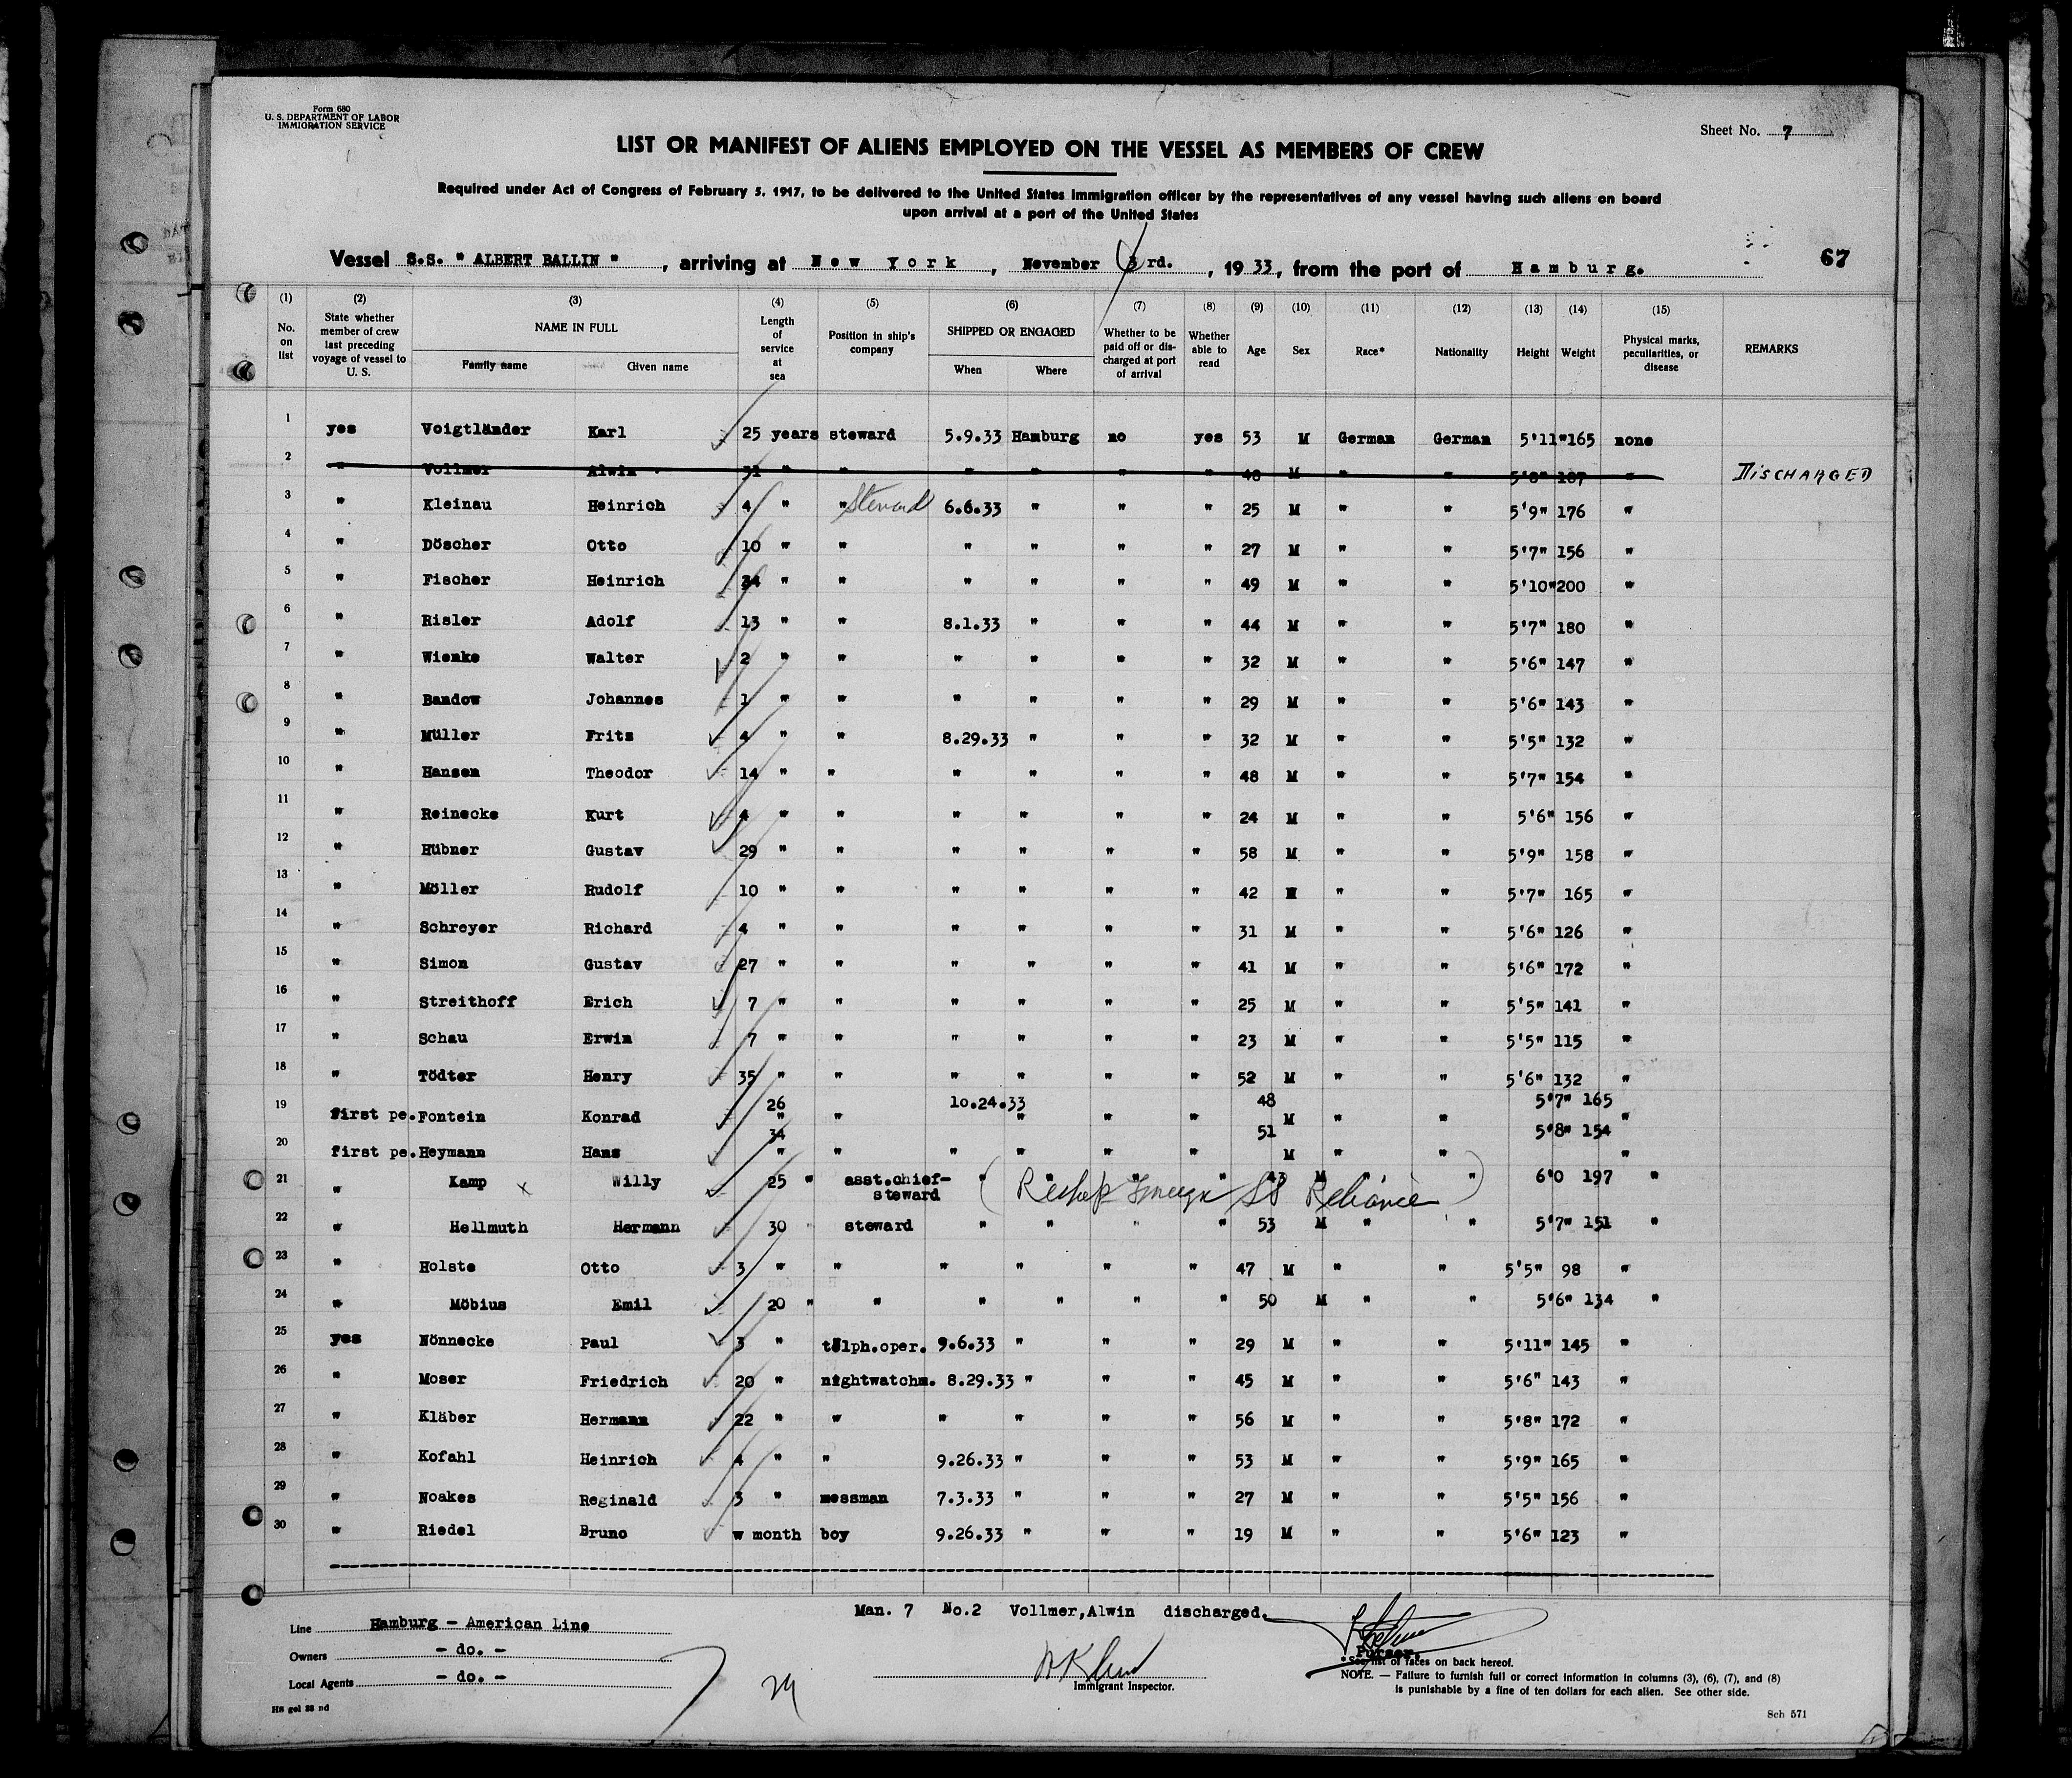 Form 680
U. S. DEPARTMENT OF LABOR
IMMIGRATION SERVICE
Sheet No. 7
LIST OR MANIFEST OF ALIENS EMPLOYED ON THE VESSEL AS MEMBERS OF CREW
Required under Act of Congress of February 5, 1917, to be delivered to the United States Immigration officer by the representatives of any vessel having such aliens on board
upon arrival at a port of the United States
Vessel S.S. " ALBERT BALLIN " , arriving at New York , November 3rd. , 19 33, from the port of Hamburg. 67
(1) (2) (3) (4) (5) (6) (7) (8) (9) (10) (11) (12) (13) (14) (15)
No. on list State whether member of crew last preceding voyage of vessel to U. S. NAME IN FULL Family name Given name Length of service at sea Position in ship's company SHIPPED OR ENGAGED When Where Whether to be paid off or discharged at port of arrival Whether able to read Age Sex Race* Nationality Height Weight Physical marks, peculiarities, or disease REMARKS
1 yes Voigtländer Karl 25 years steward 5.9.33 Hamburg no yes 53 M German German 5'11" 165 none
2 " Vollmer Alwin 31 " " " " " " 48 M " " 5'8" 187 " DISCHARGED
3 " Kleinau Heinrich 4 " " Steward 6.6.33 " " " 25 M " " 5'9" 176 "
4 " Döscher Otto 10 " " " " " " 27 M " " 5'7" 156 "
5 " Fischer Heinrich 34 " " " " " " 49 M " " 5'10" 200 "
6 " Risler Adolf 13 " " 8.1.33 " " " 44 M " " 5'7" 180 "
7 " Wienke Walter 2 " " " " " " 32 M " " 5'6" 147 "
8 " Bandow Johannes 1 " " " " " " 29 M " " 5'6" 143 "
9 " Müller Fritz 4 " " 8.29.33 " " " 32 M " " 5'5" 132 "
10 " Hansen Theodor 14 " " " " " " 48 M " " 5'7" 154 "
11 " Reinecke Kurt 4 " " " " " " 24 M " " 5'6" 156 "
12 " Hübner Gustav 29 " " " " " " 58 M " " 5'9" 158 "
13 " Möller Rudolf 10 " " " " " " 42 M " " 5'7" 165 "
14 " Schreyer Richard 4 " " " " " " 31 M " " 5'6" 126 "
15 " Simon Gustav 27 " " " " " " 41 M " " 5'6" 172 "
16 " Streithoff Erich 7 " " " " " " 25 M " " 5'5" 141 "
17 " Schau Erwin 7 " " " " " " 23 M " " 5'5" 115 "
18 " Tödter Henry 35 " " " " " " 52 M " " 5'6" 132 "
19 first pe. Fontein Konrad 26 " " 10.24.33 " " " 48 M " " 5'7" 165 "
20 first pe. Heymann Hans 34 " " " " " " 51 M " " 5'8" 154 "
21 " Kamp x Willy 25 " asst.chief-steward " " " " 43 M " " 6'0 197 "
( Reship Foreign SS Reliance )
22 " Hellmuth Hermann 30 " steward " " " " 53 M " " 5'7" 151 "
23 " Holste Otto 3 " " " " " " 47 M " " 5'5" 98 "
24 " Möbius Emil 20 " " " " " " 50 M " " 5'6" 134 "
25 yes Nönnecke Paul 3 " telph.oper. 9.6.33 " " " 29 M " " 5'11" 145 "
26 " Moser Friedrich 20 " nightwatchm. 8.29.33 " " " 45 M " " 5'6" 143 "
27 " Kläber Hermann 22 " " " " " " 56 M " " 5'8" 172 "
28 " Kofahl Heinrich 4 " " 9.26.33 " " " 53 M " " 5'9" 165 "
29 " Noakes Reginald 3 " messman 7.3.33 " " " 27 M " " 5'5" 156 "
30 " Riedel Bruno w month boy 9.26.33 " " " 19 M " " 5'6" 123 "
Man. 7 No.2 Vollmer,Alwin discharged.
Line Hamburg - American Line
Owners - do. -
Local Agents - do. -
29
Immigrant Inspector.
Purser.
*See list of races on back hereof.
NOTE. — Failure to furnish full or correct information in columns (3), (6), (7), and (8)
is punishable by a fine of ten dollars for each alien. See other side.
HS gel 22 nd
Sch 571